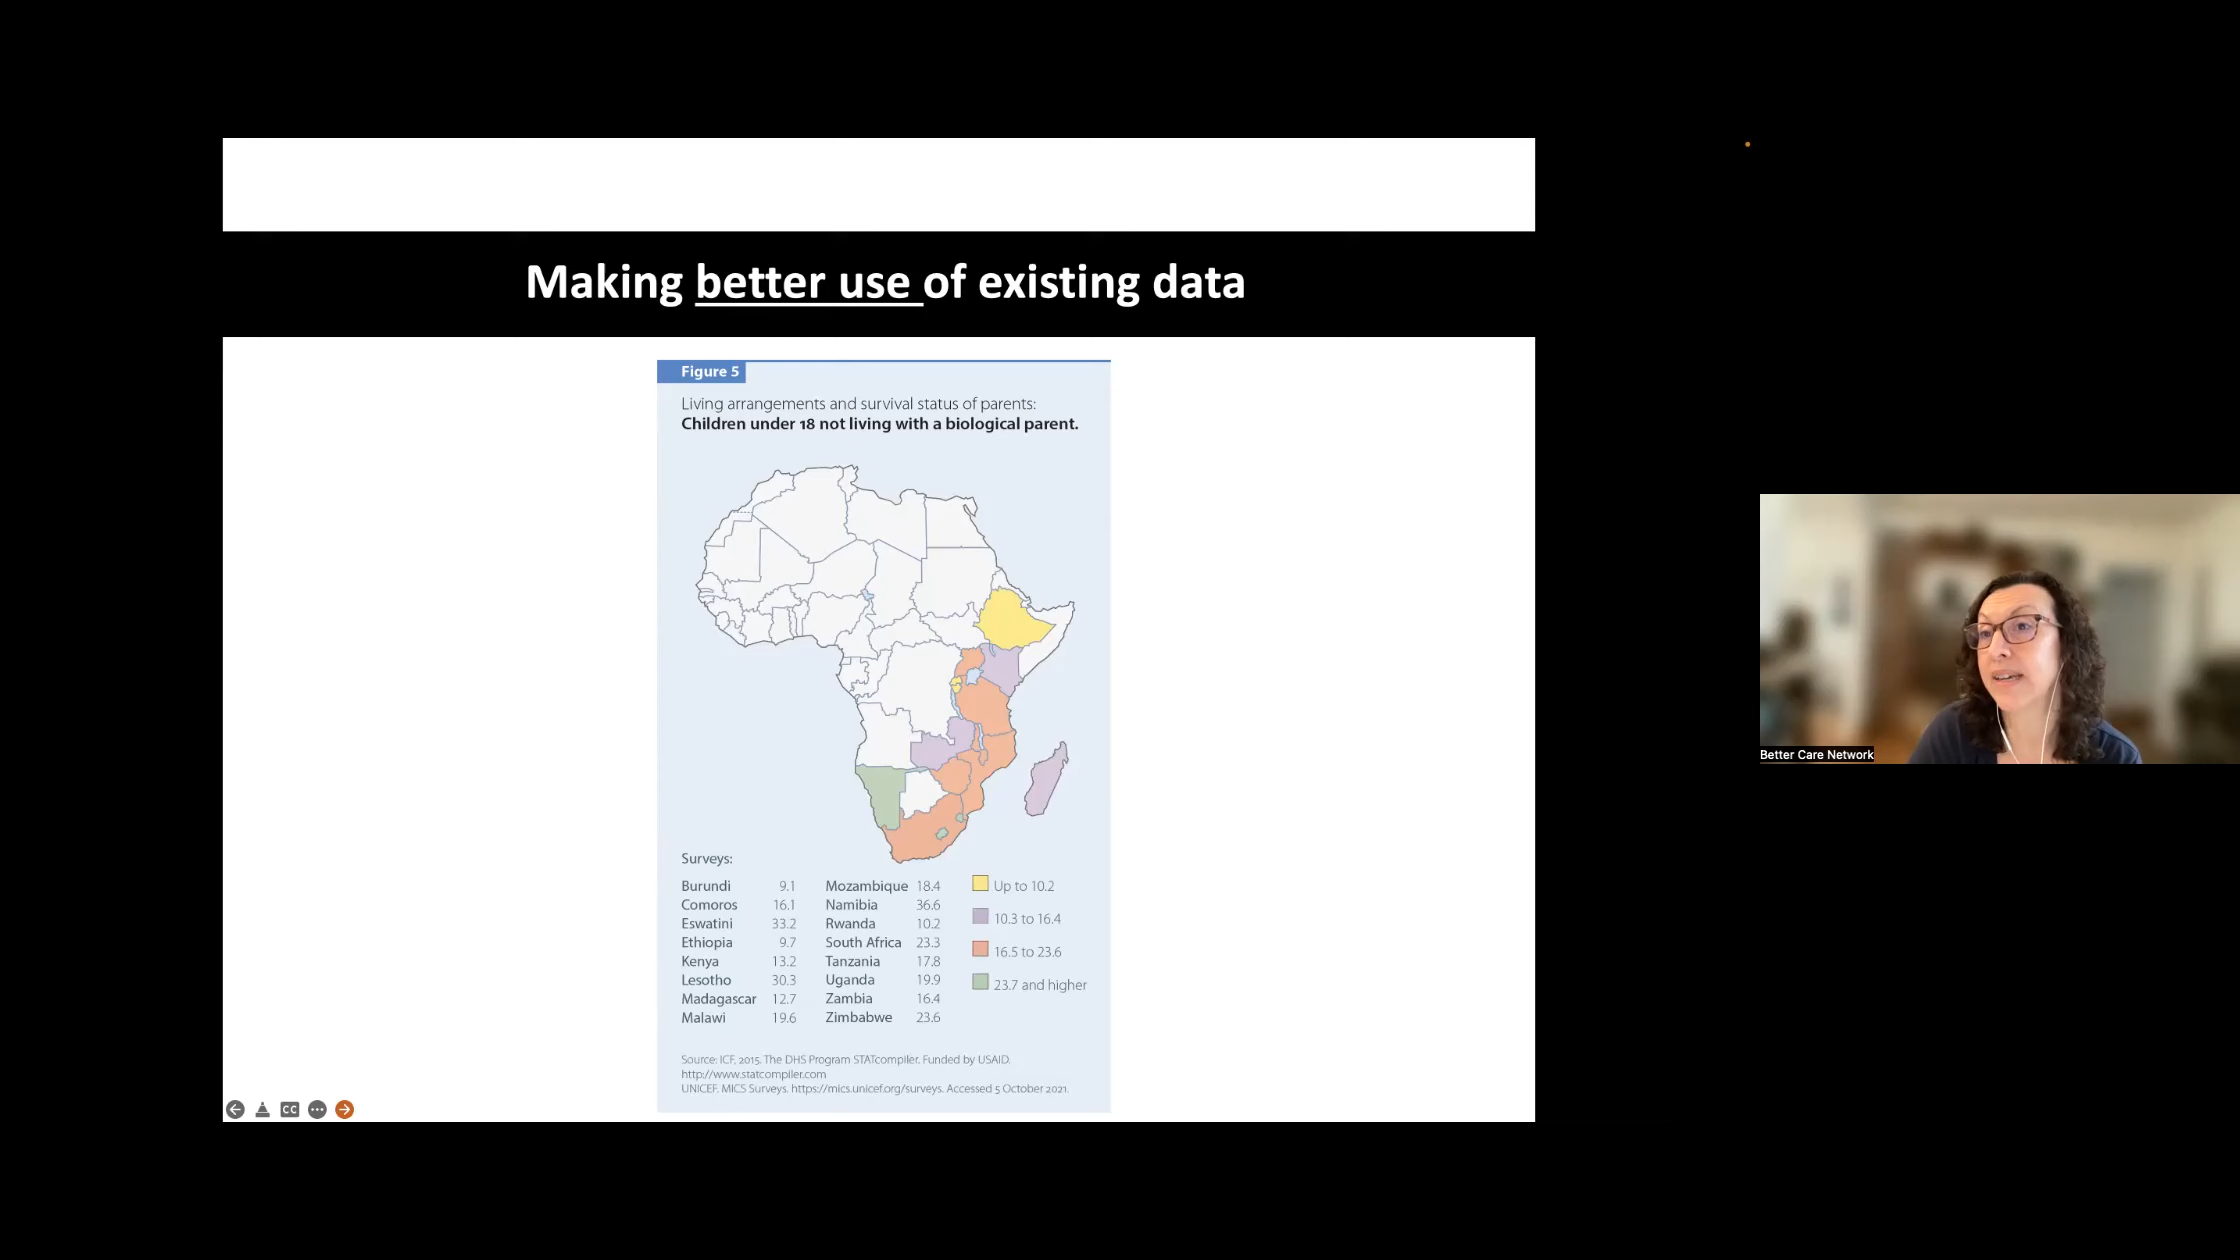 Making better use of existing data
Figure 5
Living arrangements and survival status of parents:
Children under 18 not living with a biological parent.
Surveys:
Burundi 9.1
Comoros 16.1
Eswatini 33.2
Ethiopia 9.7
Kenya 13.2
Lesotho 30.3
Madagascar 12.7
Malawi 19.6
Mozambique 18.4
Namibia 36.6
Rwanda 10.2
South Africa 23.3
Tanzania 17.8
Uganda 19.9
Zambia 16.4
Zimbabwe 23.6
Up to 10.2
10.3 to 16.4
16.5 to 23.6
23.7 and higher
Source: ICF, 2015. The DHS Program STATcompiler. Funded by USAID.
http://www.statcompiler.com
UNICEF. MICS Surveys. https://mics.unicef.org/surveys. Accessed 5 October 2021.
CC
Better Care Network